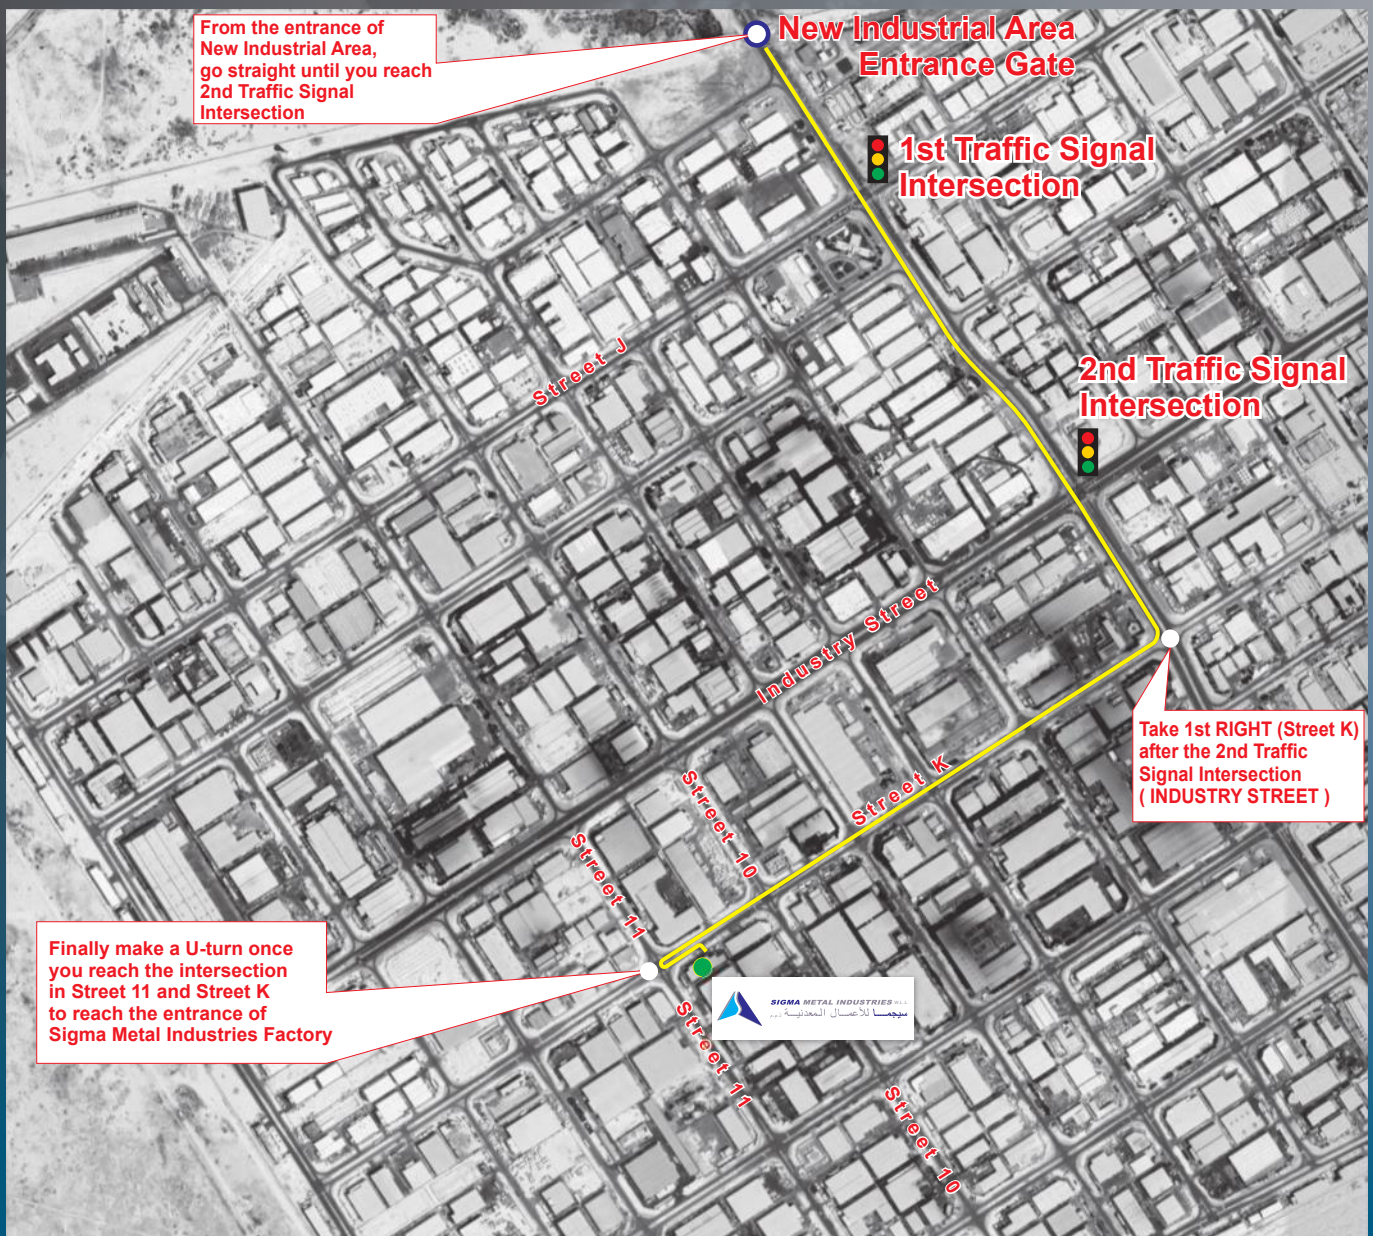 From the entrance of
New Industrial Area,
go straight until you reach
2nd Traffic Signal
Intersection
New Industrial Area
Entrance Gate
1st Traffic Signal
Intersection
2nd Traffic Signal
Intersection
Street J
Industry Street
Take 1st RIGHT (Street K)
after the 2nd Traffic
Signal Intersection
( INDUSTRY STREET )
Street K
Street 10
Street 11
Finally make a U-turn once
you reach the intersection
in Street 11 and Street K
to reach the entrance of
Sigma Metal Industries Factory
SIGMA METAL INDUSTRIES W.L.L
سيجمــا للأعمــال المعدنيــة
Street 11
Street 10